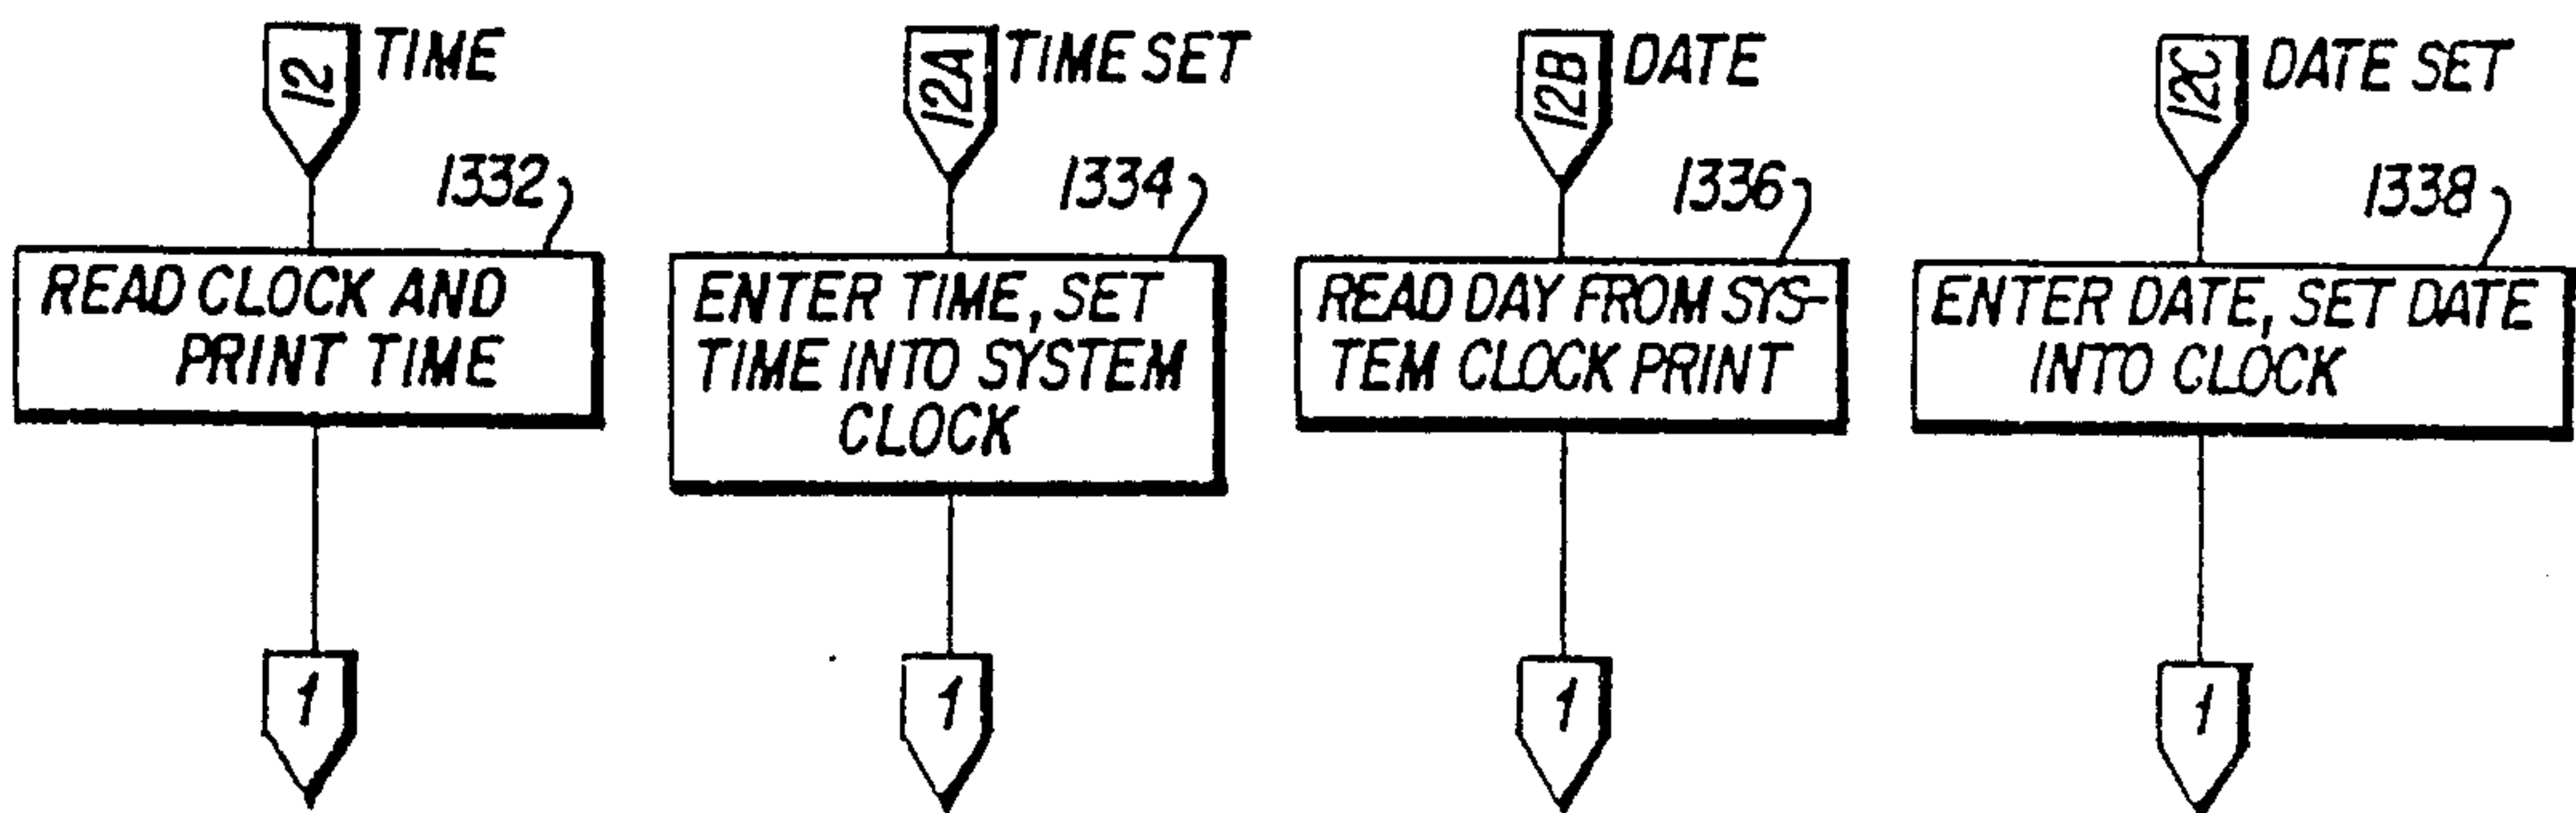 12 TIME
1332
READ CLOCK AND
PRINT TIME
1
12A TIME SET
1334
ENTER TIME, SET
TIME INTO SYSTEM
CLOCK
1
12B DATE
1336
READ DAY FROM SYS-
TEM CLOCK PRINT
1
12C DATE SET
1338
ENTER DATE, SET DATE
INTO CLOCK
1